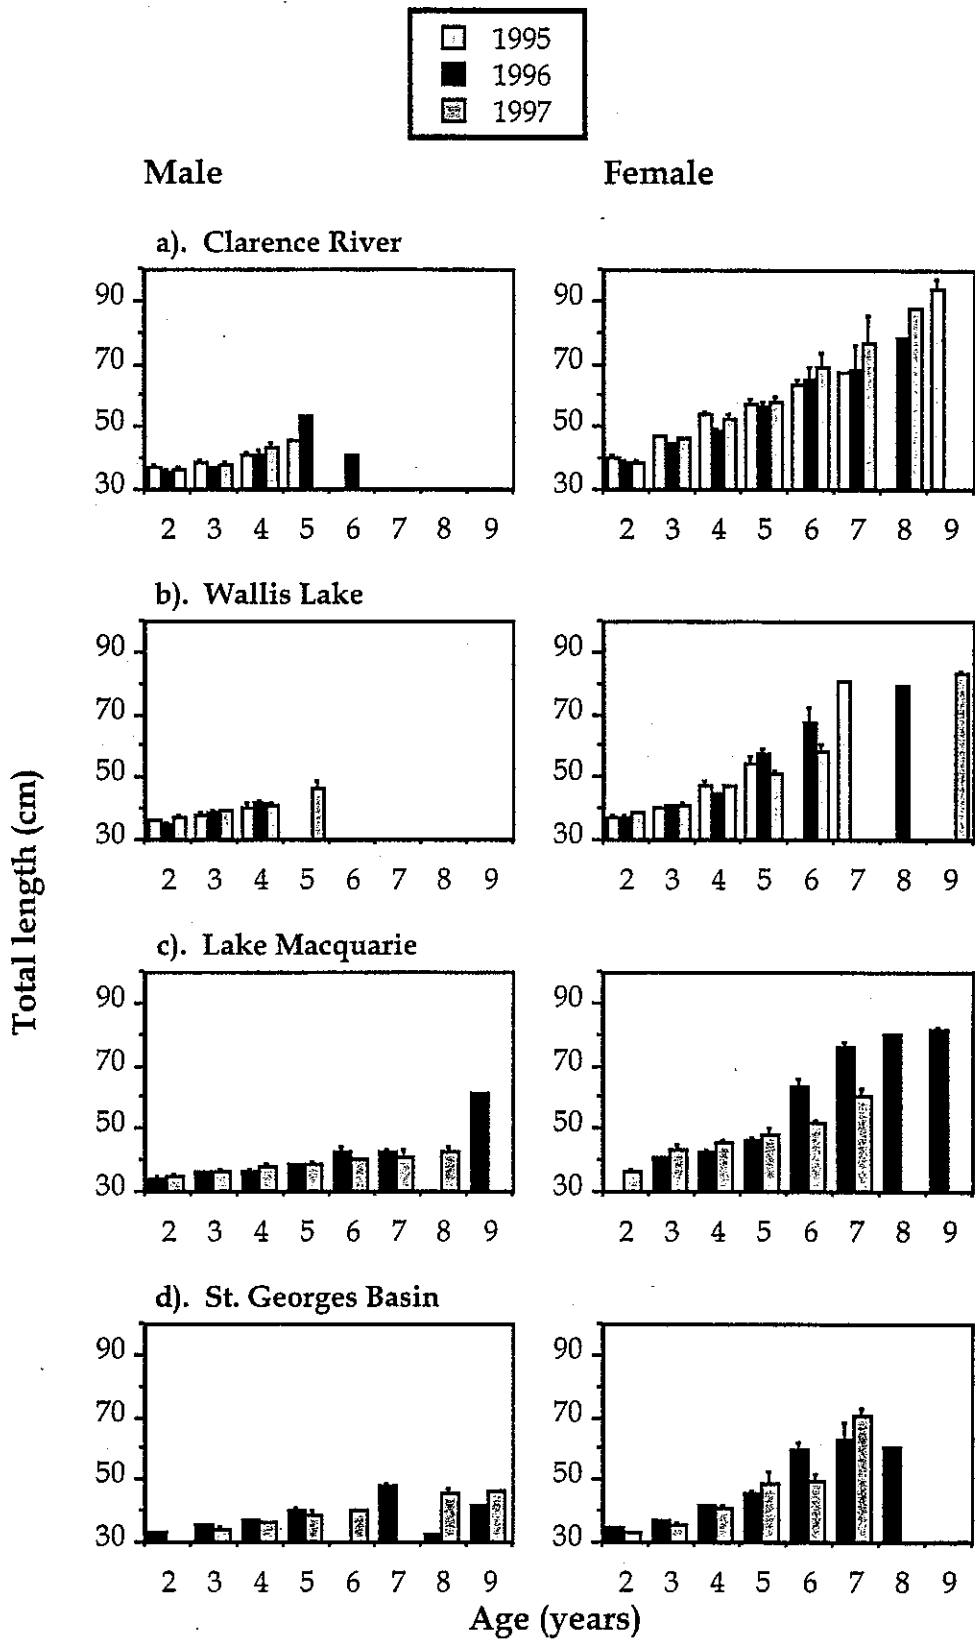 1995
1996
1997
Male Female
a). Clarence River
90 90
70 70
50 50
30 30
2 3 4 5 6 7 8 9 2 3 4 5 6 7 8 9
b). Wallis Lake
90 90
70 70
50 50
30 30
2 3 4 5 6 7 8 9 2 3 4 5 6 7 8 9
Total length (cm)
c). Lake Macquarie
90 90
70 70
50 50
30 30
2 3 4 5 6 7 8 9 2 3 4 5 6 7 8 9
d). St. Georges Basin
90 90
70 70
50 50
30 30
2 3 4 5 6 7 8 9 2 3 4 5 6 7 8 9
Age (years)